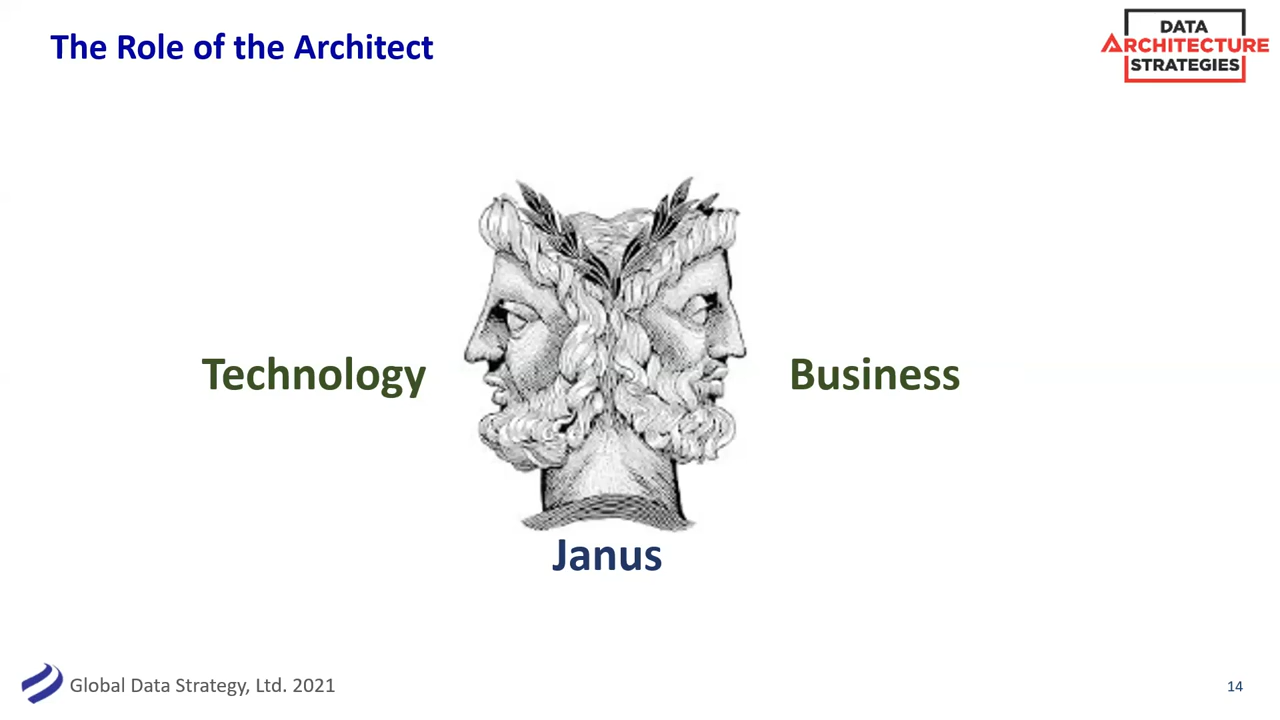 The Role of the Architect
DATA
ARCHITECTURE
STRATEGIES
Technology
Business
Janus
Global Data Strategy, Ltd. 2021
14